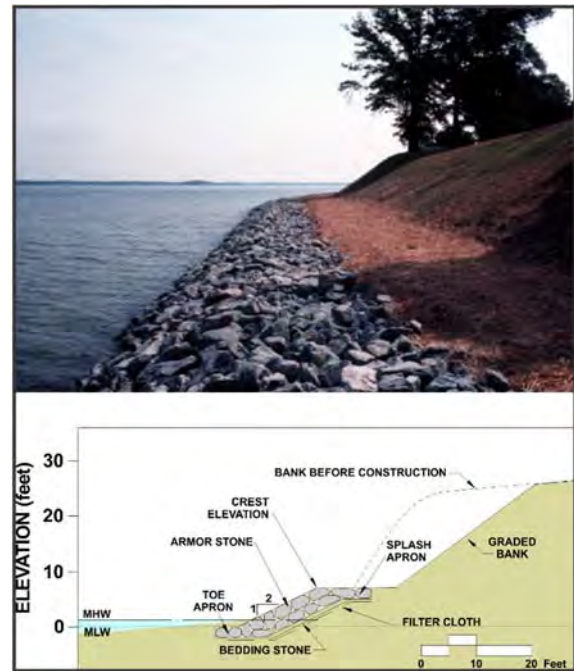 ELEVATION (feet)
30
20
10
0
MHW
MLW
BANK BEFORE CONSTRUCTION
CREST
ELEVATION
ARMOR STONE
SPLASH
APRON
GRADED
BANK
2
1
TOE
APRON
FILTER CLOTH
BEDDING STONE
0 10 20
Feet